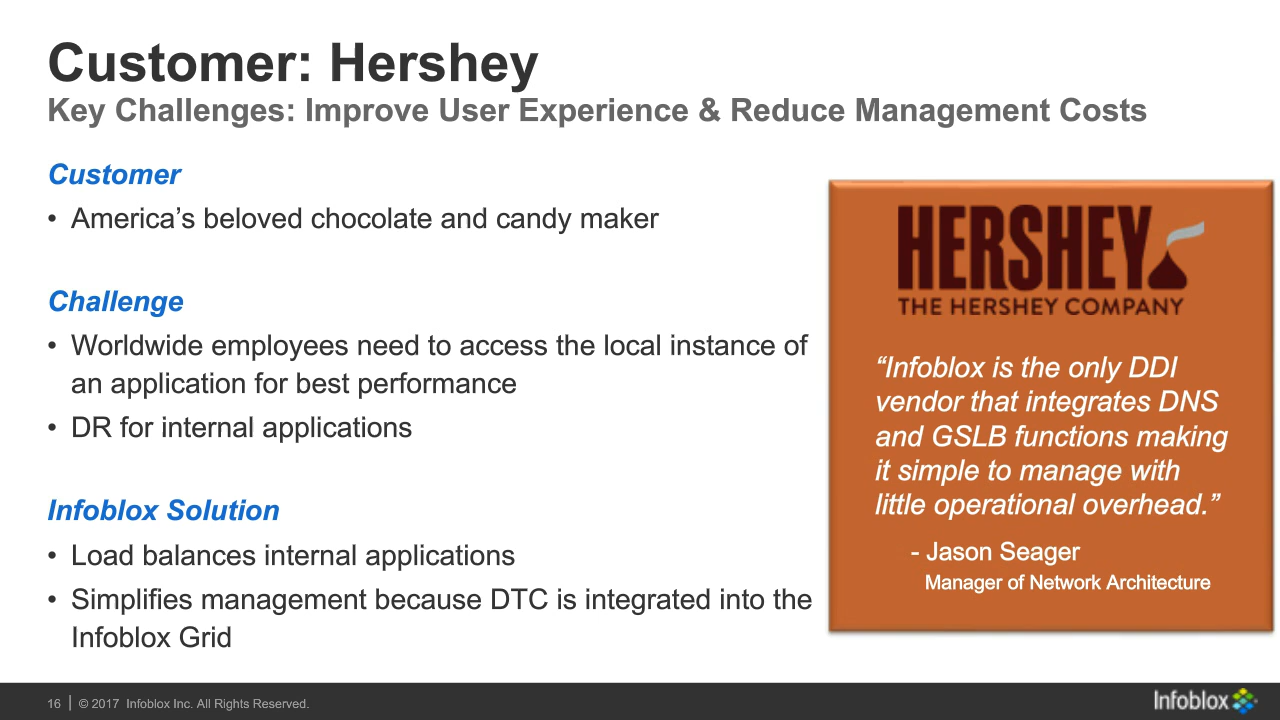 Customer: Hershey
Key Challenges: Improve User Experience & Reduce Management Costs
Customer
• America’s beloved chocolate and candy maker
Challenge
• Worldwide employees need to access the local instance of
an application for best performance
• DR for internal applications
Infoblox Solution
• Load balances internal applications
• Simplifies management because DTC is integrated into the
Infoblox Grid
HERSHEY
THE HERSHEY COMPANY
“Infoblox is the only DDI
vendor that integrates DNS
and GSLB functions making
it simple to manage with
little operational overhead.”
- Jason Seager
Manager of Network Architecture
16 | © 2017 Infoblox Inc. All Rights Reserved.
Infoblox